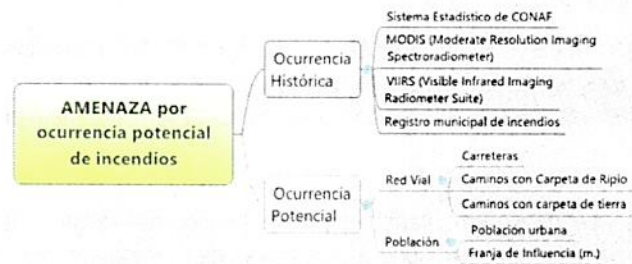 AMENAZA por
ocurrencia potencial
de incendios
Ocurrencia
Histórica
Sistema Estadístico de CONAF
MODIS (Moderate Resolution Imaging
Spectroradiometer)
VIIRS (Visible Infrared Imaging
Radiometer Suite)
Registro municipal de incendios
Ocurrencia
Potencial
Red Vial
Carreteras
Caminos con Carpeta de Ripio
Caminos con carpeta de tierra
Población
Población urbana
Franja de Influencia (m.)